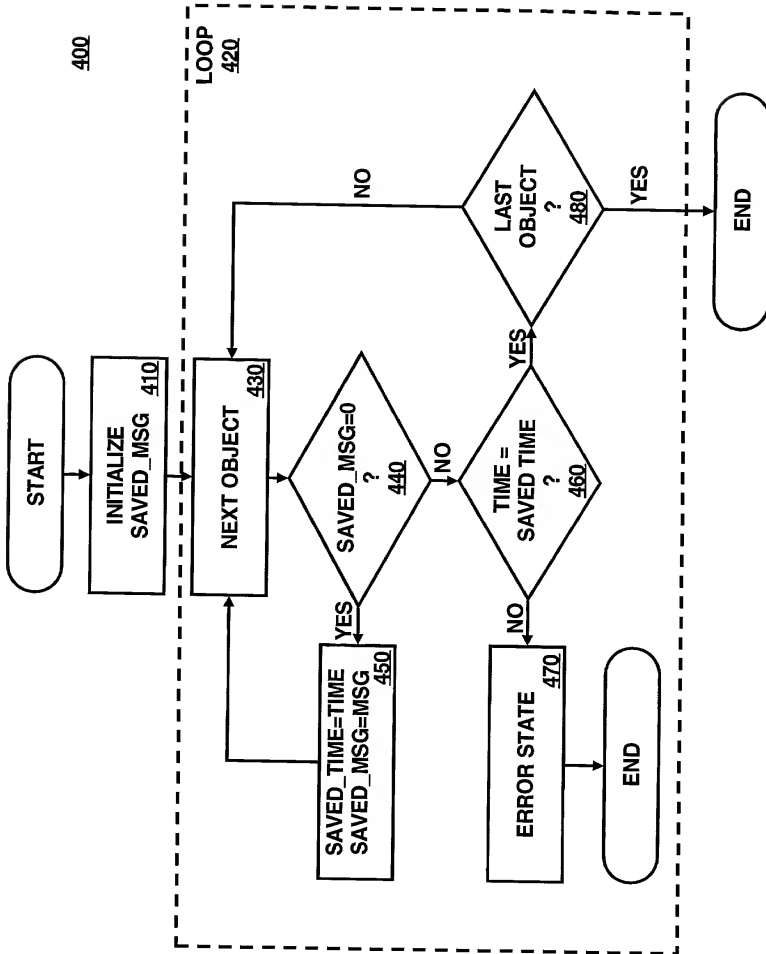 400
START
INITIALIZE
SAVED_MSG
410
LOOP
420
NEXT OBJECT
430
SAVED_MSG=0
?
440
YES
NO
SAVED_TIME=TIME
SAVED_MSG=MSG
450
TIME =
SAVED TIME
?
460
NO
YES
ERROR STATE
470
END
LAST
OBJECT
?
480
NO
YES
END